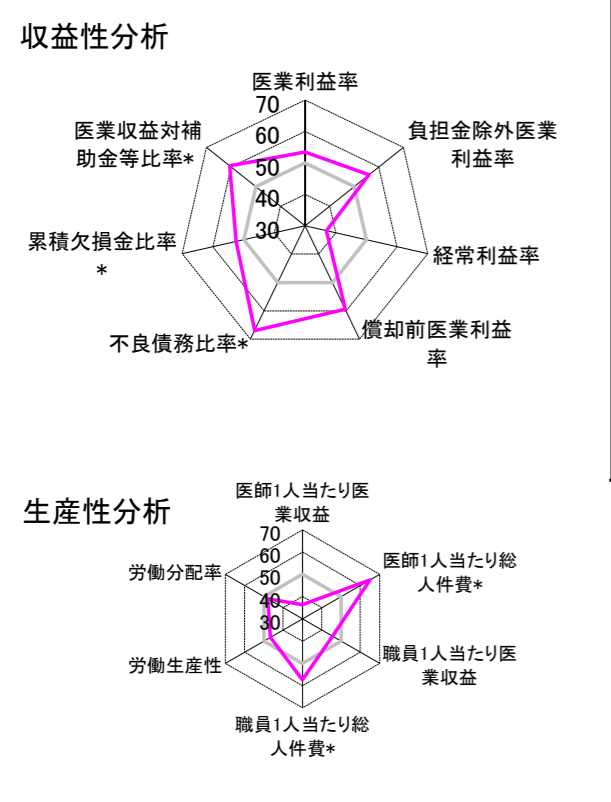 収益性分析
医業利益率
70
60
50
40
30
負担金除外医業
利益率
経常利益率
償却前医業利益
率
不良債務比率*
累積欠損金比率
*
医業収益対補
助金等比率*
生産性分析
医師1人当たり医
業収益
70
60
50
40
30
医師1人当たり総
人件費*
職員1人当たり医
業収益
職員1人当たり総
人件費*
労働生産性
労働分配率